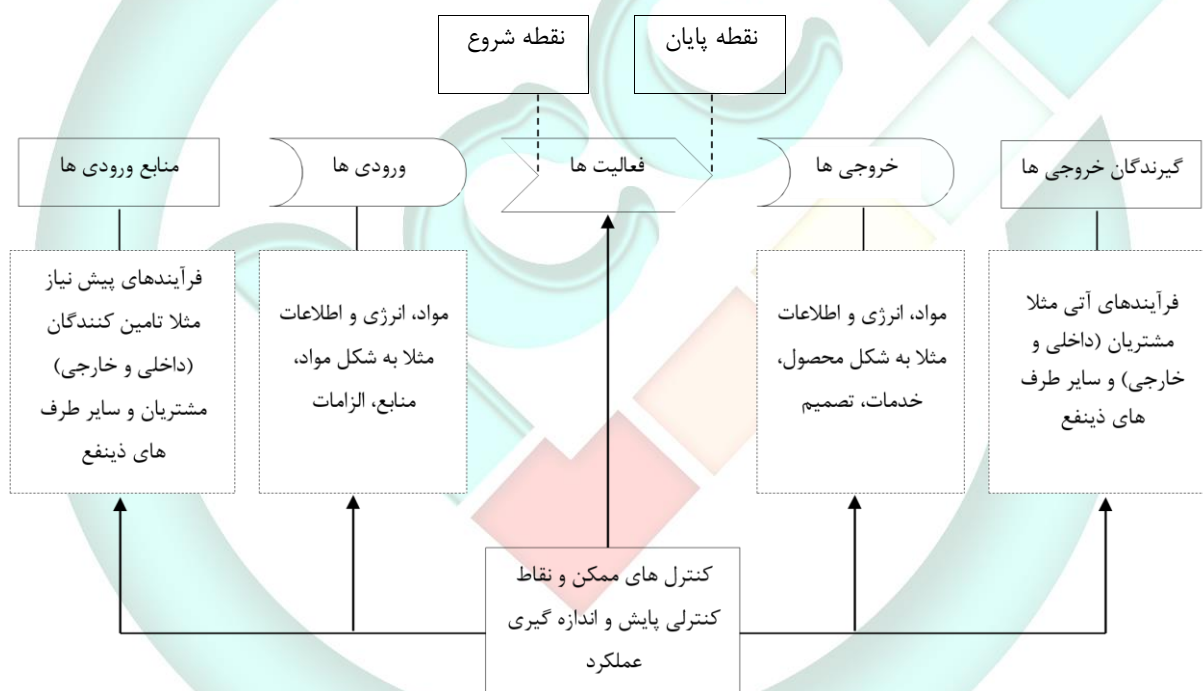 نقطه شروع
نقطه پایان
منابع ورودی ها
ورودی ها
فعالیت ها
خروجی ها
گیرندگان خروجی ها
فرآیندهای پیش نیاز
مثلا تامین کنندگان
(داخلی و خارجی)
مشتریان و سایر طرف
های ذینفع
مواد، انرژی و اطلاعات
مثلا به شکل مواد،
منابع، الزامات
مواد، انرژی و اطلاعات
مثلا به شکل محصول،
خدمات، تصمیم
فرآیندهای آتی مثلا
مشتریان (داخلی و
خارجی) و سایر طرف
های ذینفع
کنترل های ممکن و نقاط
کنترلی پایش و اندازه گیری
عملکرد